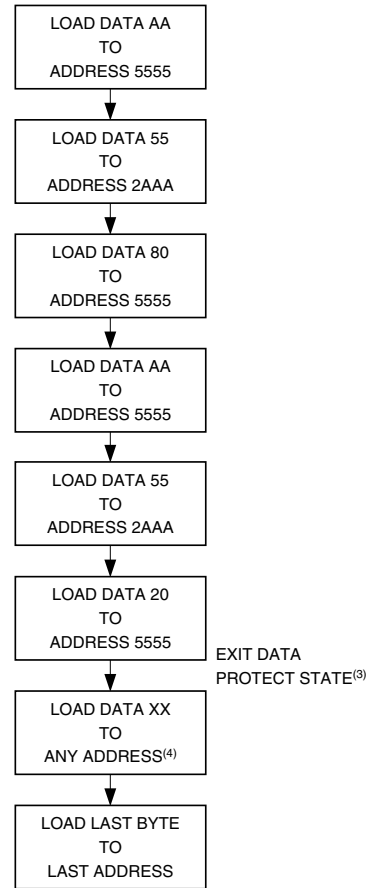 LOAD DATA AA
TO
ADDRESS 5555
LOAD DATA 55
TO
ADDRESS 2AAA
LOAD DATA 80
TO
ADDRESS 5555
LOAD DATA AA
TO
ADDRESS 5555
LOAD DATA 55
TO
ADDRESS 2AAA
LOAD DATA 20
TO
ADDRESS 5555
EXIT DATA
PROTECT STATE(3)
LOAD DATA XX
TO
ANY ADDRESS(4)
LOAD LAST BYTE
TO
LAST ADDRESS